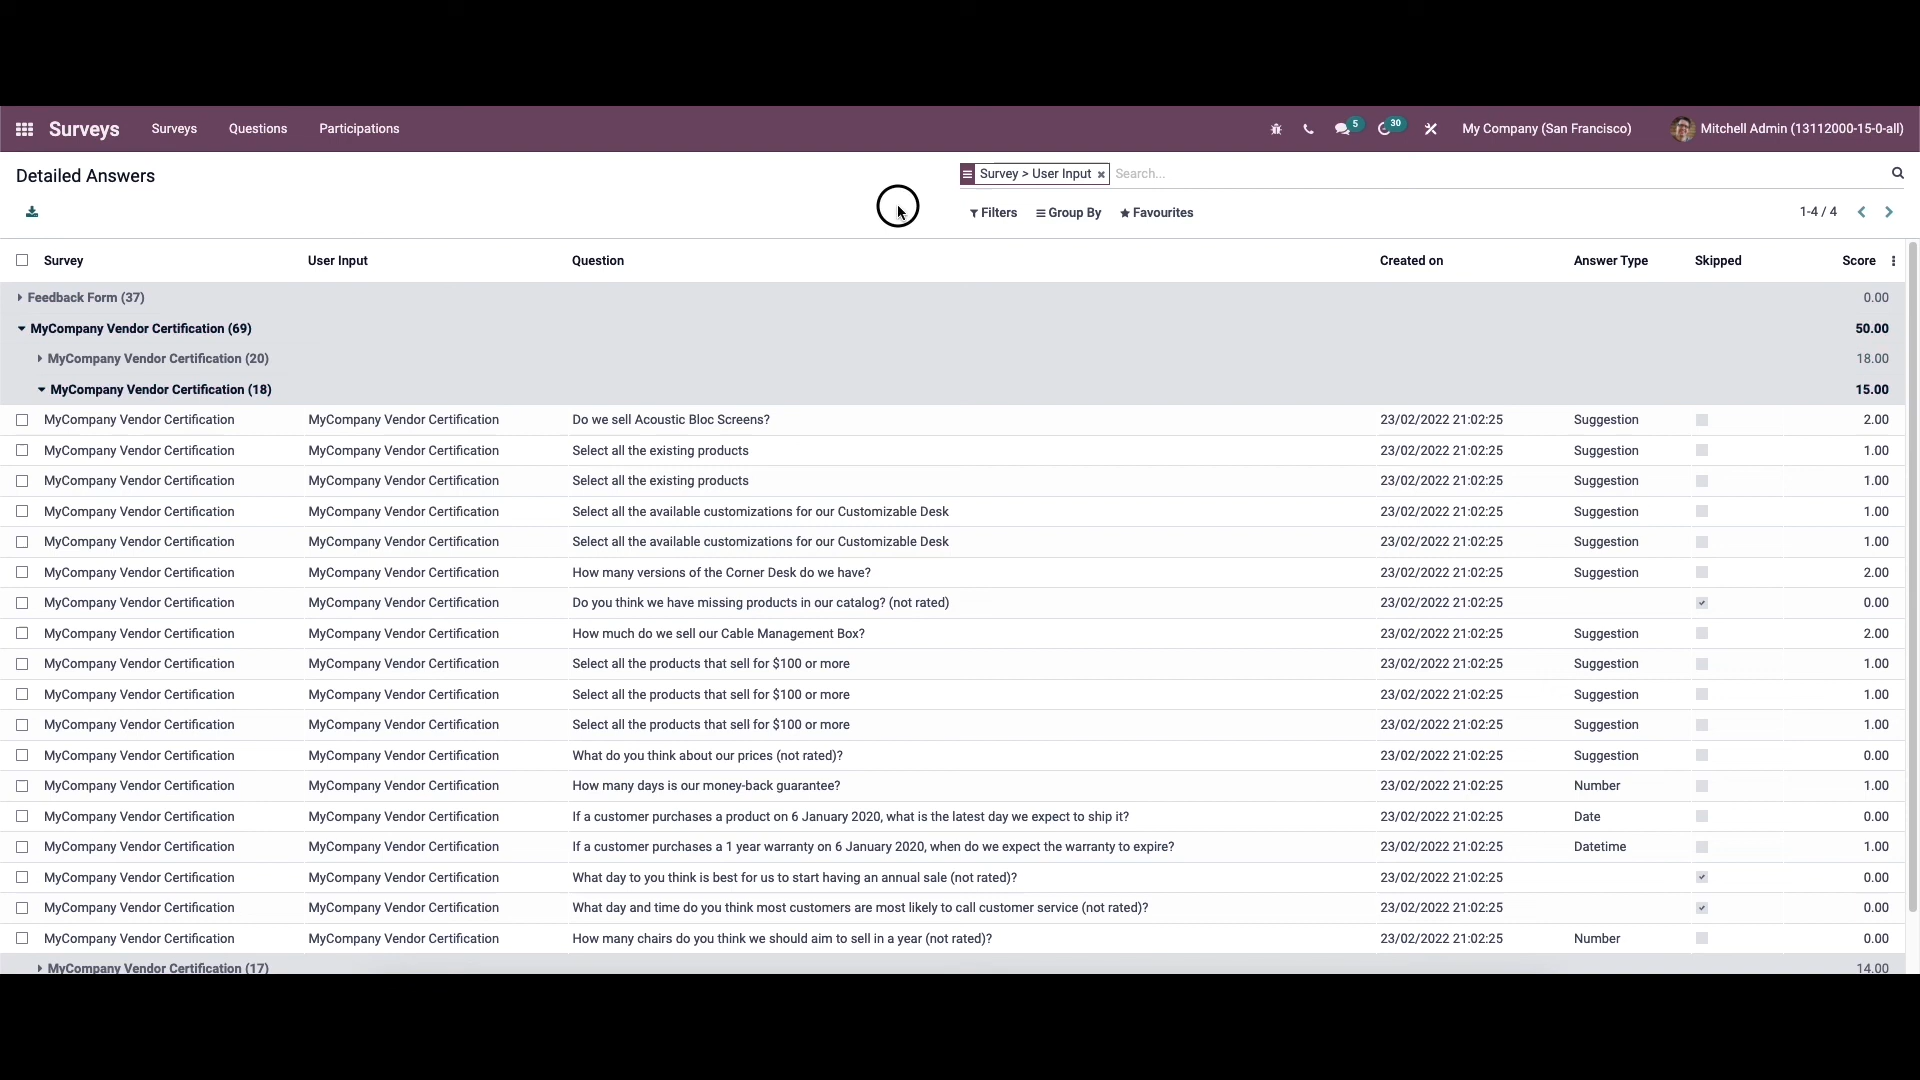 Surveys Surveys Questions Participations 5 30 My Company (San Francisco) Mitchell Admin (13112000-15-0-all)
Detailed Answers Survey > User Input × Search...
Filters Group By Favourites 1-4 / 4
Survey User Input Question Created on Answer Type Skipped Score
Feedback Form (37) 0.00
MyCompany Vendor Certification (69) 50.00
MyCompany Vendor Certification (20) 18.00
MyCompany Vendor Certification (18) 15.00
MyCompany Vendor Certification MyCompany Vendor Certification Do we sell Acoustic Bloc Screens? 23/02/2022 21:02:25 Suggestion 2.00
MyCompany Vendor Certification MyCompany Vendor Certification Select all the existing products 23/02/2022 21:02:25 Suggestion 1.00
MyCompany Vendor Certification MyCompany Vendor Certification Select all the existing products 23/02/2022 21:02:25 Suggestion 1.00
MyCompany Vendor Certification MyCompany Vendor Certification Select all the available customizations for our Customizable Desk 23/02/2022 21:02:25 Suggestion 1.00
MyCompany Vendor Certification MyCompany Vendor Certification Select all the available customizations for our Customizable Desk 23/02/2022 21:02:25 Suggestion 1.00
MyCompany Vendor Certification MyCompany Vendor Certification How many versions of the Corner Desk do we have? 23/02/2022 21:02:25 Suggestion 2.00
MyCompany Vendor Certification MyCompany Vendor Certification Do you think we have missing products in our catalog? (not rated) 23/02/2022 21:02:25 0.00
MyCompany Vendor Certification MyCompany Vendor Certification How much do we sell our Cable Management Box? 23/02/2022 21:02:25 Suggestion 2.00
MyCompany Vendor Certification MyCompany Vendor Certification Select all the products that sell for $100 or more 23/02/2022 21:02:25 Suggestion 1.00
MyCompany Vendor Certification MyCompany Vendor Certification Select all the products that sell for $100 or more 23/02/2022 21:02:25 Suggestion 1.00
MyCompany Vendor Certification MyCompany Vendor Certification Select all the products that sell for $100 or more 23/02/2022 21:02:25 Suggestion 1.00
MyCompany Vendor Certification MyCompany Vendor Certification What do you think about our prices (not rated)? 23/02/2022 21:02:25 Suggestion 0.00
MyCompany Vendor Certification MyCompany Vendor Certification How many days is our money-back guarantee? 23/02/2022 21:02:25 Number 1.00
MyCompany Vendor Certification MyCompany Vendor Certification If a customer purchases a product on 6 January 2020, what is the latest day we expect to ship it? 23/02/2022 21:02:25 Date 0.00
MyCompany Vendor Certification MyCompany Vendor Certification If a customer purchases a 1 year warranty on 6 January 2020, when do we expect the warranty to expire? 23/02/2022 21:02:25 Datetime 1.00
MyCompany Vendor Certification MyCompany Vendor Certification What day to you think is best for us to start having an annual sale (not rated)? 23/02/2022 21:02:25 0.00
MyCompany Vendor Certification MyCompany Vendor Certification What day and time do you think most customers are most likely to call customer service (not rated)? 23/02/2022 21:02:25 0.00
MyCompany Vendor Certification MyCompany Vendor Certification How many chairs do you think we should aim to sell in a year (not rated)? 23/02/2022 21:02:25 Number 0.00
MyCompany Vendor Certification (17) 14.00